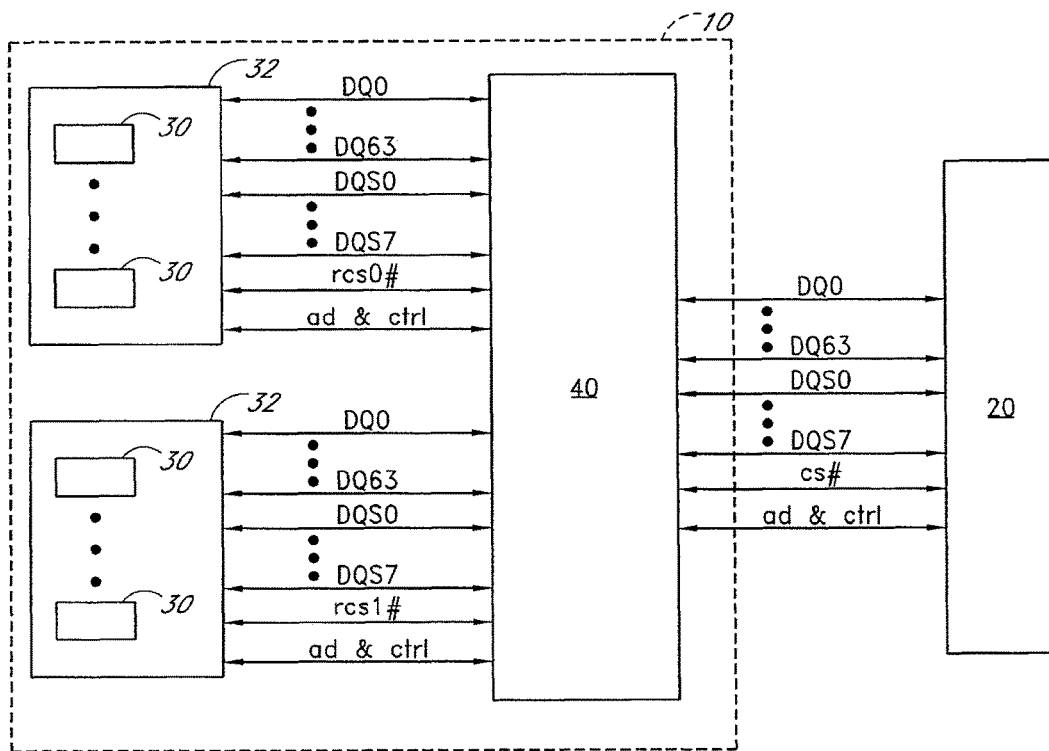 10
32
30
30
DQ0
DQ63
DQS0
DQS7
rcs0#
ad & ctrl
32
30
30
DQ0
DQ63
DQS0
DQS7
rcs1#
ad & ctrl
40
DQ0
DQ63
DQS0
DQS7
cs#
ad & ctrl
20